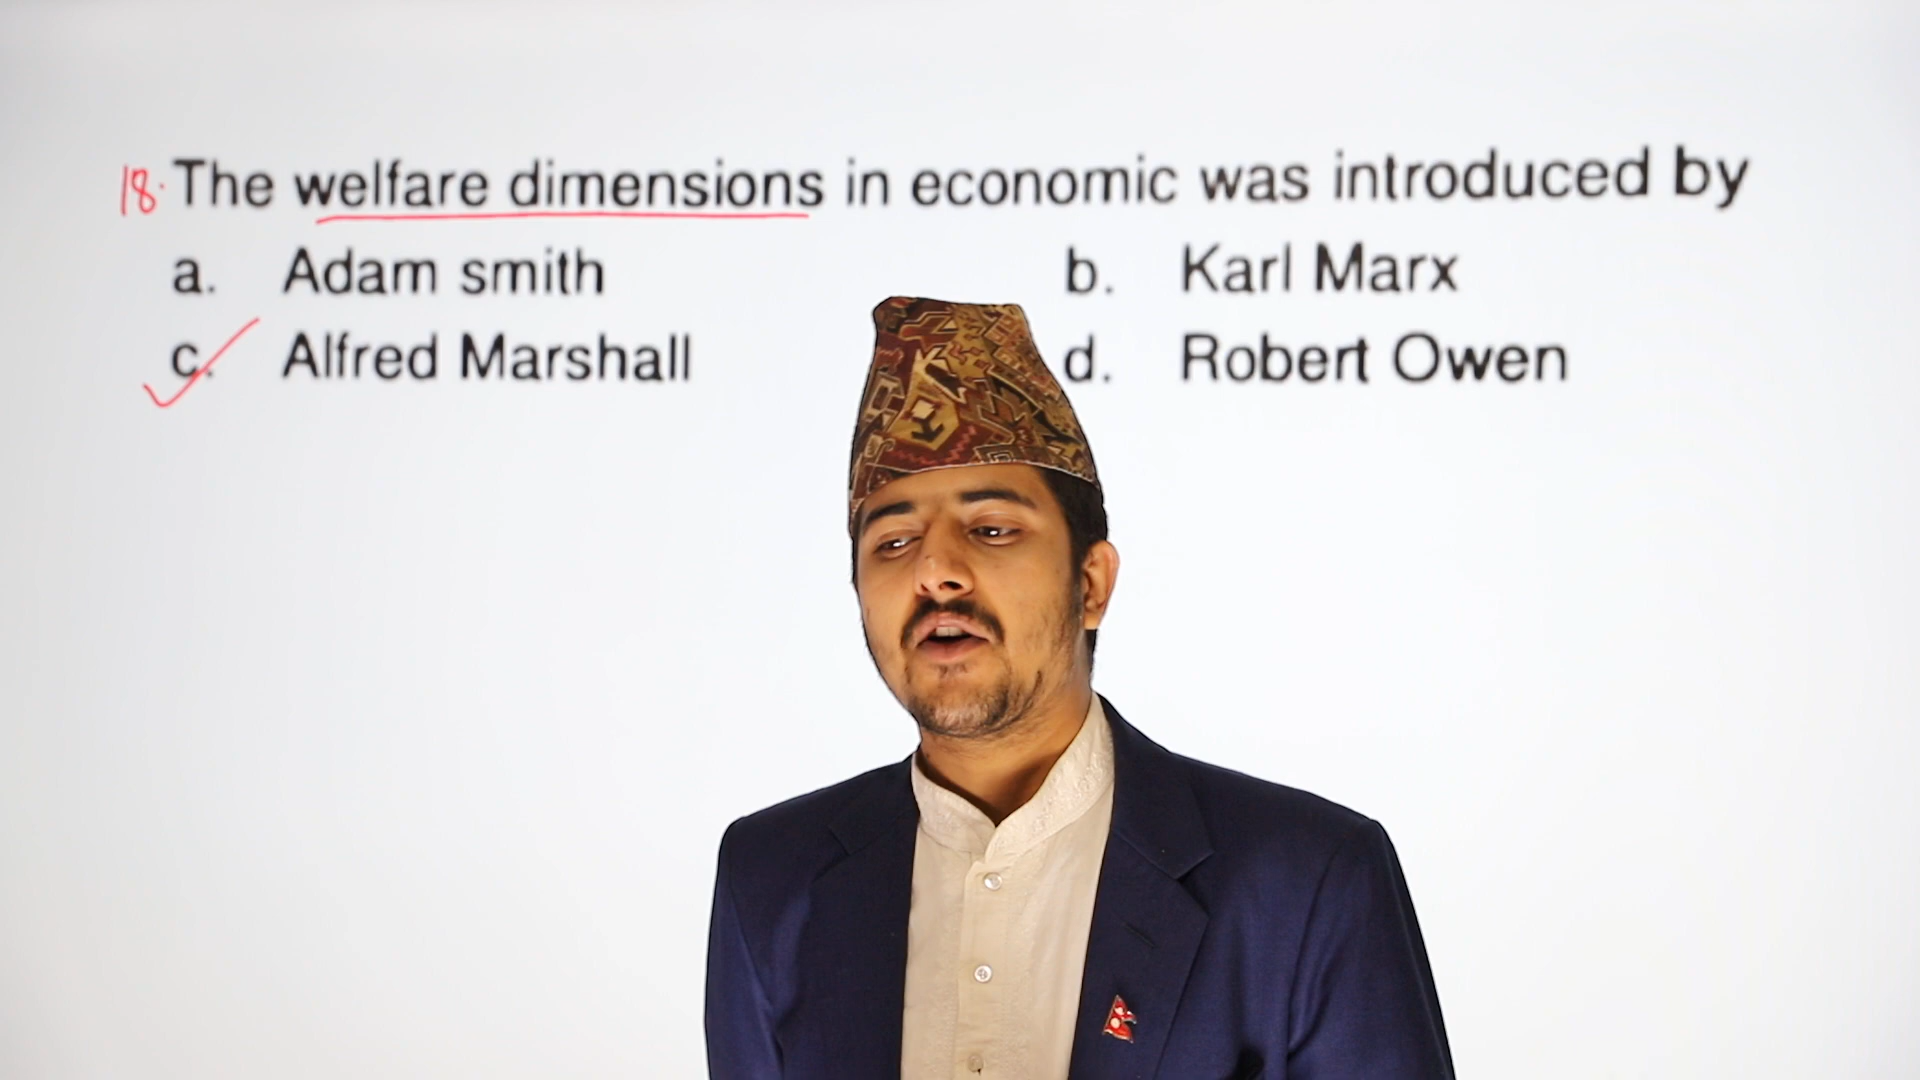 18. The welfare dimensions in economic was introduced by
a. Adam smith b. Karl Marx
c. Alfred Marshall d. Robert Owen